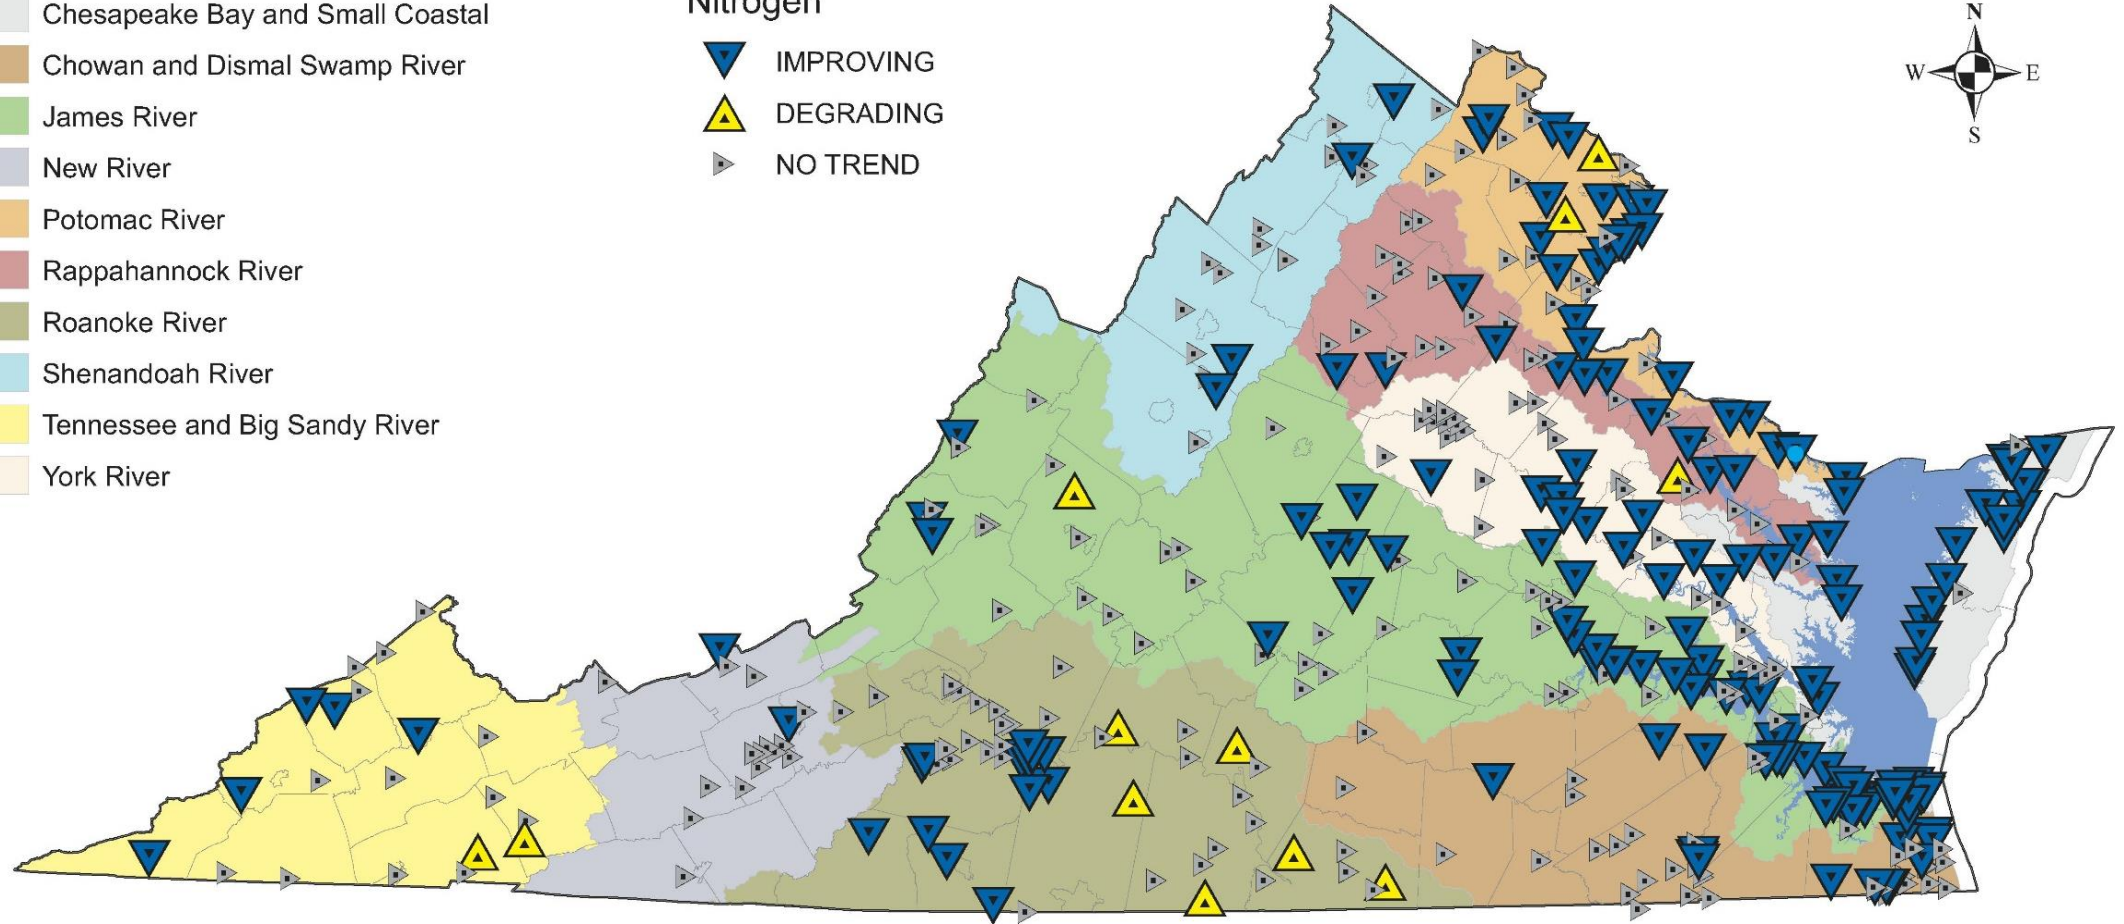 Chesapeake Bay and Small Coastal
Chowan and Dismal Swamp River
James River
New River
Potomac River
Rappahannock River
Roanoke River
Shenandoah River
Tennessee and Big Sandy River
York River
Nitrogen
IMPROVING
DEGRADING
NO TREND
N
W E
S